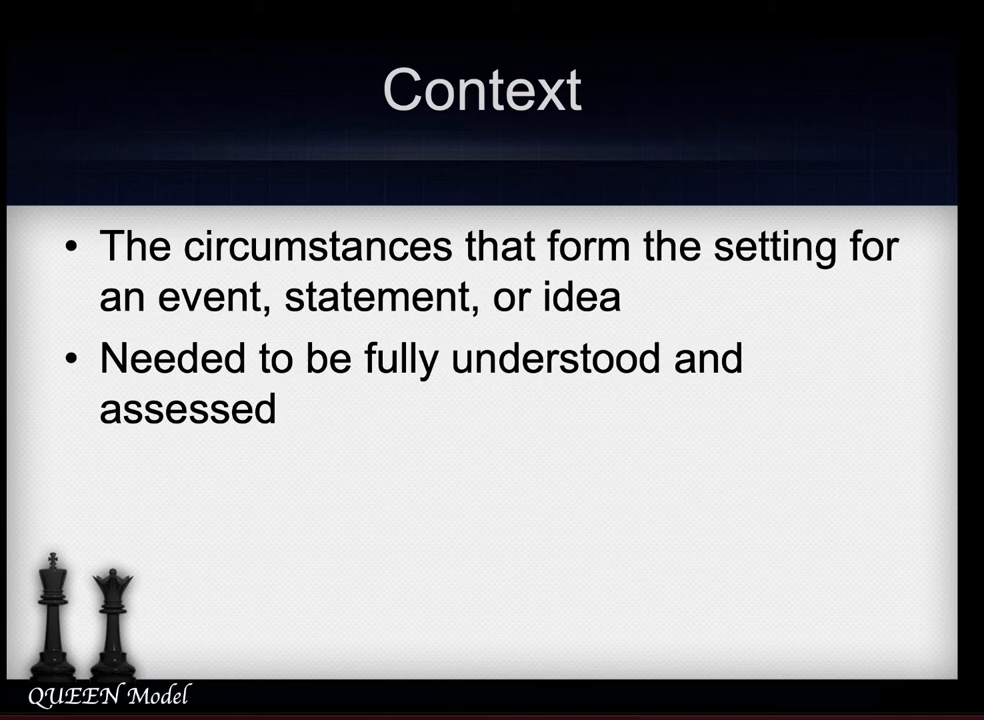 Context
• The circumstances that form the setting for
an event, statement, or idea
• Needed to be fully understood and
assessed
QUEEN Model